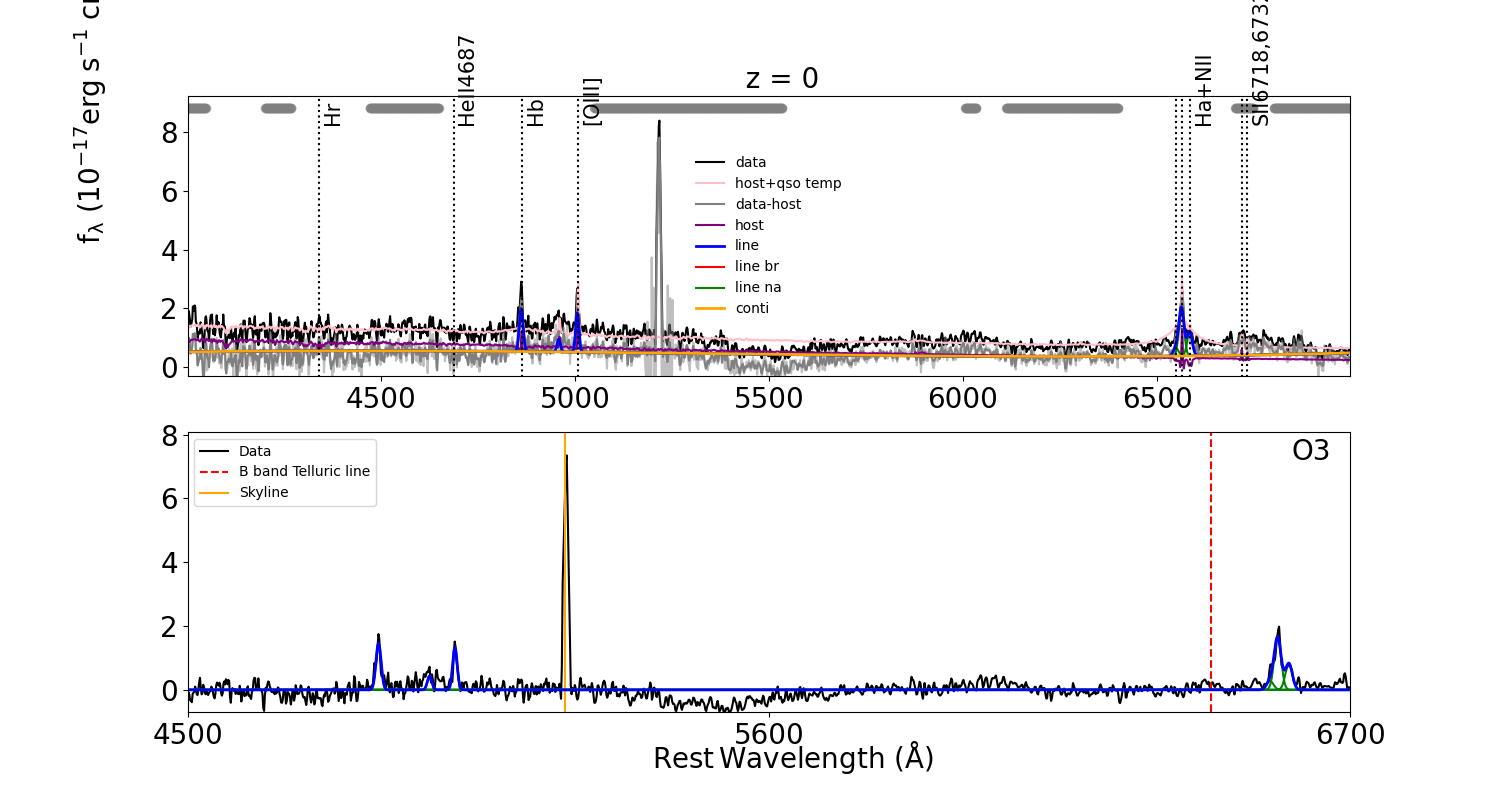 z = 0
Hr
HeII4687
Hb
[OIII]
Ha+NII
SII6718,6732
fλ (10⁻¹⁷erg s⁻¹
8
6
4
2
0
data
host+qso temp
data-host
host
line
line br
line na
conti
4500
5000
5500
6000
6500
8
6
4
2
0
Data
B band Telluric line
Skyline
O3
4500
5600
6700
Rest Wavelength (Å)